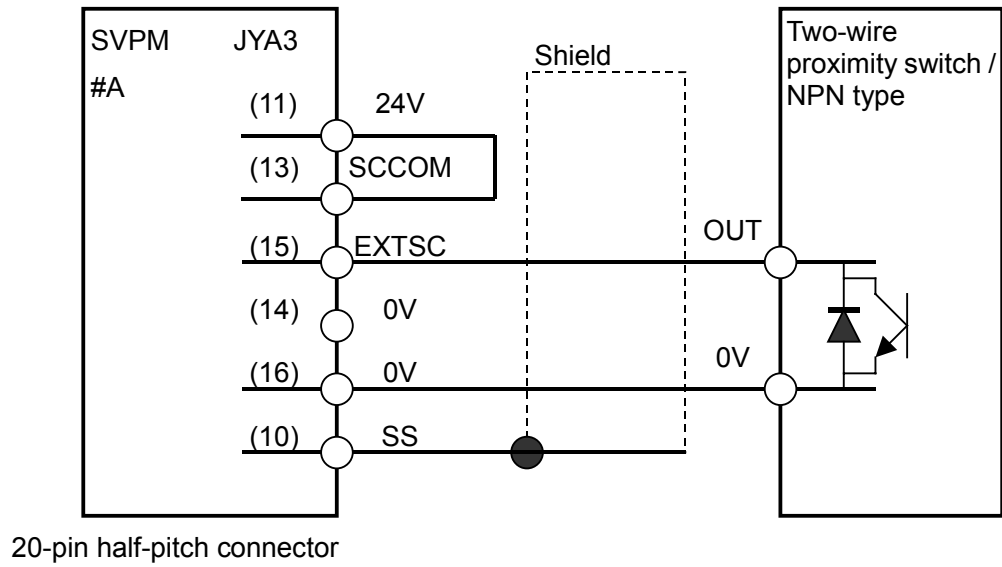 SVPM JYA3
#A
Shield
Two-wire
proximity switch /
NPN type
(11) 24V
(13) SCCOM
(15) EXTSC
OUT
(14) 0V
(16) 0V
0V
(10) SS
20-pin half-pitch connector